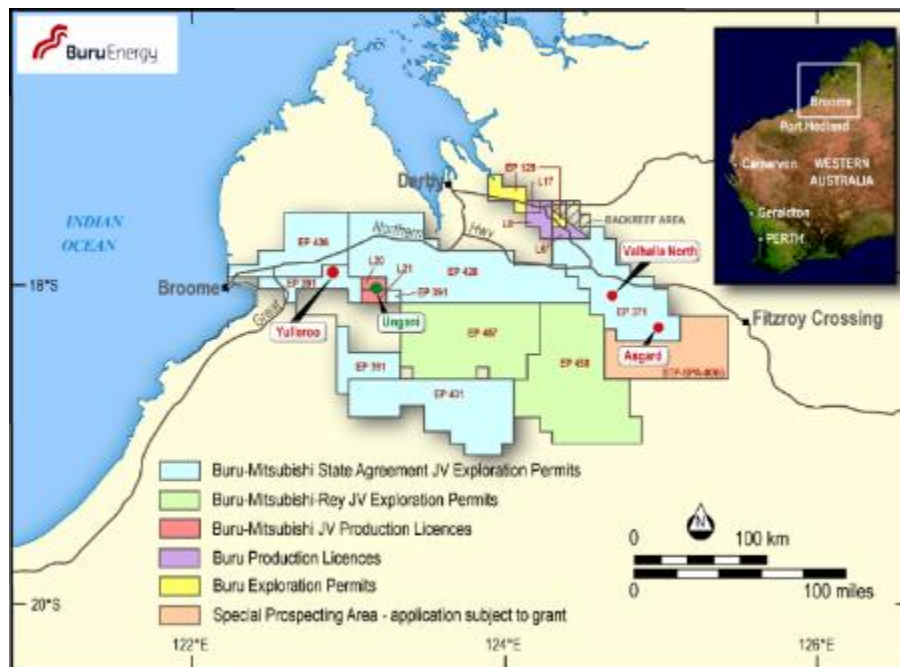 BuruEnergy
Broome
Port Hedland
Carnarvon
WESTERN
AUSTRALIA
Geraldton
PERTH
INDIAN
OCEAN
Derby
EP 129
L17
L8
L6
BACKREEF AREA
Northern
Hwy
Great
EP 436
EP 391
L20
L21
EP 391
EP 428
Valhalla North
18°S
Broome
Yulleroo
Ungani
EP 371
Asgard
Fitzroy Crossing
EP 457
EP 458
EP 391
EP 431
Buru-Mitsubishi State Agreement JV Exploration Permits
Buru-Mitsubishi-Rey JV Exploration Permits
Buru-Mitsubishi JV Production Licences
Buru Production Licences
Buru Exploration Permits
Special Prospecting Area - application subject to grant
N
0 100 km
0 100 miles
20°S
122°E 124°E 126°E